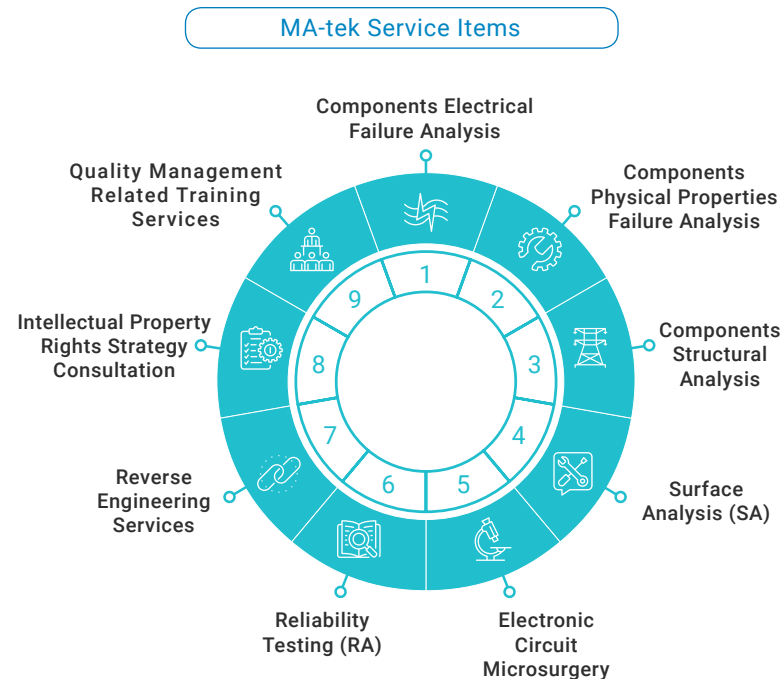 MA-tek Service Items
Components Electrical
Failure Analysis
Components
Physical Properties
Failure Analysis
Components
Structural
Analysis
Surface
Analysis (SA)
Electronic
Circuit
Microsurgery
Reliability
Testing (RA)
Reverse
Engineering
Services
Intellectual Property
Rights Strategy
Consultation
Quality Management
Related Training
Services
1
2
3
4
5
6
7
8
9